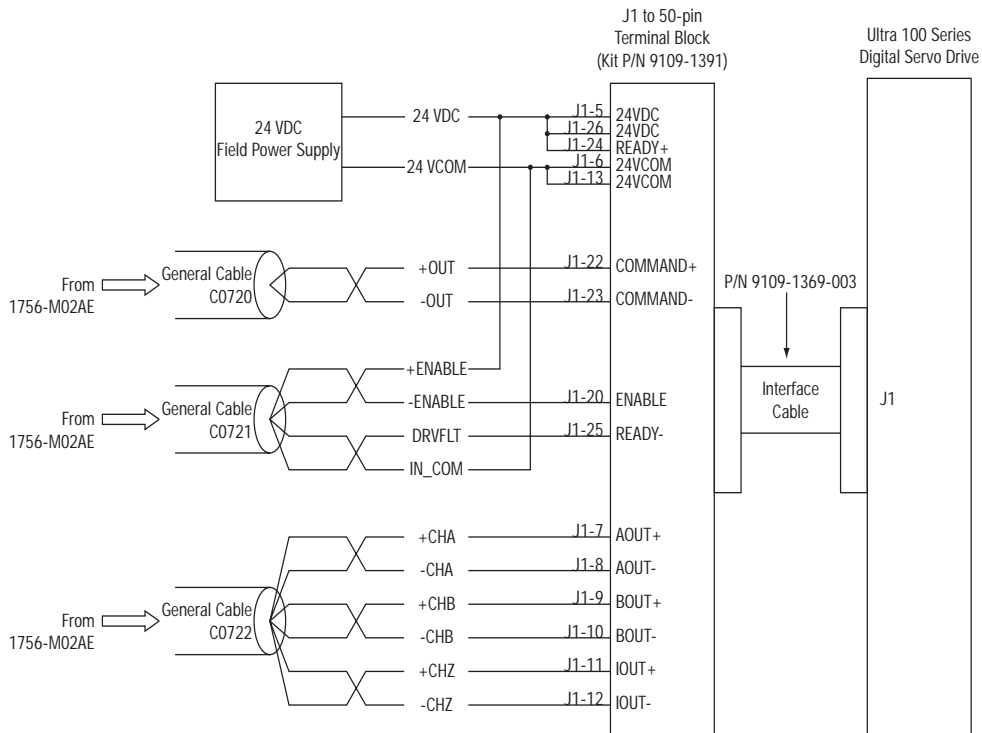 J1 to 50-pin
Terminal Block
(Kit P/N 9109-1391)
Ultra 100 Series
Digital Servo Drive
24 VDC
Field Power Supply
24 VDC
24 VCOM
J1-5 24VDC
J1-26 24VDC
J1-24 READY+
J1-6 24VCOM
J1-13 24VCOM
From
1756-M02AE
General Cable
C0720
+OUT J1-22 COMMAND+
-OUT J1-23 COMMAND-
P/N 9109-1369-003
Interface
Cable
J1
From
1756-M02AE
General Cable
C0721
+ENABLE
-ENABLE J1-20 ENABLE
DRVFLT J1-25 READY-
IN_COM
From
1756-M02AE
General Cable
C0722
+CHA J1-7 AOUT+
-CHA J1-8 AOUT-
+CHB J1-9 BOUT+
-CHB J1-10 BOUT-
+CHZ J1-11 IOUT+
-CHZ J1-12 IOUT-